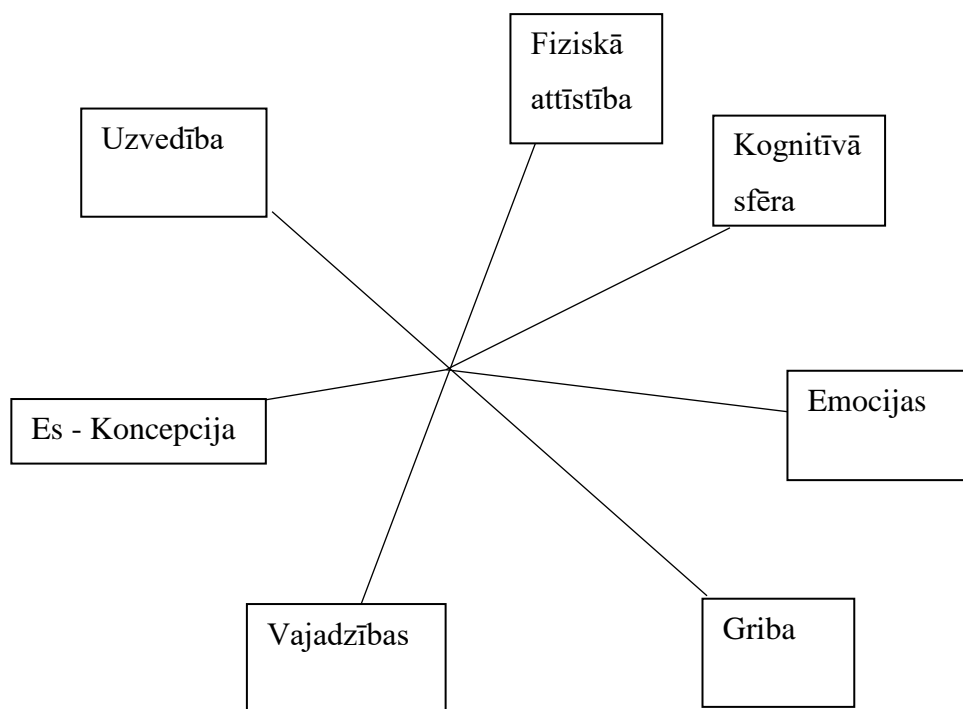 Fiziskā
attīstība
Uzvedība
Kognitīvā
sfēra
Emocijas
Es - Koncepcija
Vajadzības
Griba